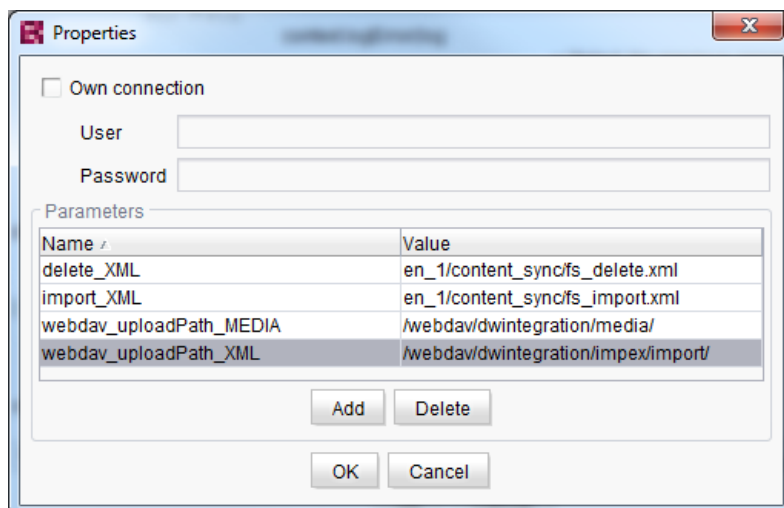 Properties
Own connection
User
Password
Parameters
Name Value
delete_XML en_1/content_sync/fs_delete.xml
import_XML en_1/content_sync/fs_import.xml
webdav_uploadPath_MEDIA /webdav/dwintegration/media/
webdav_uploadPath_XML /webdav/dwintegration/impex/import/
Add Delete
OK Cancel